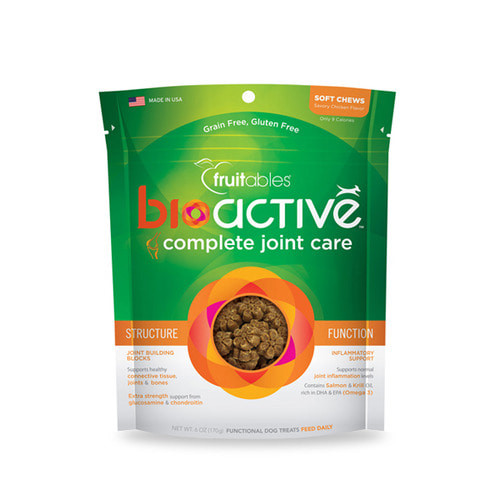 MADE IN USA
SOFT CHEWS
Savory Chicken Flavor
Only 9 Calories
Grain Free, Gluten Free
fruitables®
bioactive™
complete joint care
STRUCTURE
FUNCTION
JOINT BUILDING
BLOCKS
Supports healthy
connective tissue,
joints & bones
Extra strength support from
glucosamine & chondroitin
INFLAMMATORY
SUPPORT
Supports normal
joint inflammation levels
Contains Salmon & Krill Oil,
rich in DHA & EPA (Omega 3)
NET WT. 6 OZ (170g) FUNCTIONAL DOG TREATS FEED DAILY